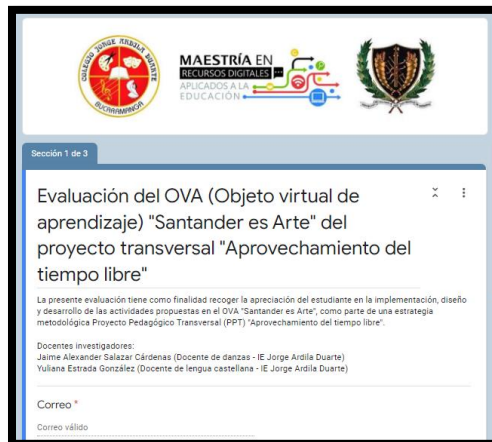 COLEGIO JORGE ARDILA DUARTE
BUCARAMANGA
MAESTRÍA EN
RECURSOS DIGITALES
APLICADOS A LA
EDUCACIÓN
Sección 1 de 3
Evaluación del OVA (Objeto virtual de
aprendizaje) "Santander es Arte" del
proyecto transversal "Aprovechamiento del
tiempo libre"
La presente evaluación tiene como finalidad recoger la apreciación del estudiante en la implementación, diseño
y desarrollo de las actividades propuestas en el OVA "Santander es Arte", como parte de una estrategia
metodológica Proyecto Pedagógico Transversal (PPT) "Aprovechamiento del tiempo libre".
Docentes investigadores:
Jaime Alexander Salazar Cárdenas (Docente de danzas - IE Jorge Ardila Duarte)
Yuliana Estrada González (Docente de lengua castellana - IE Jorge Ardila Duarte)
Correo *
Correo válido